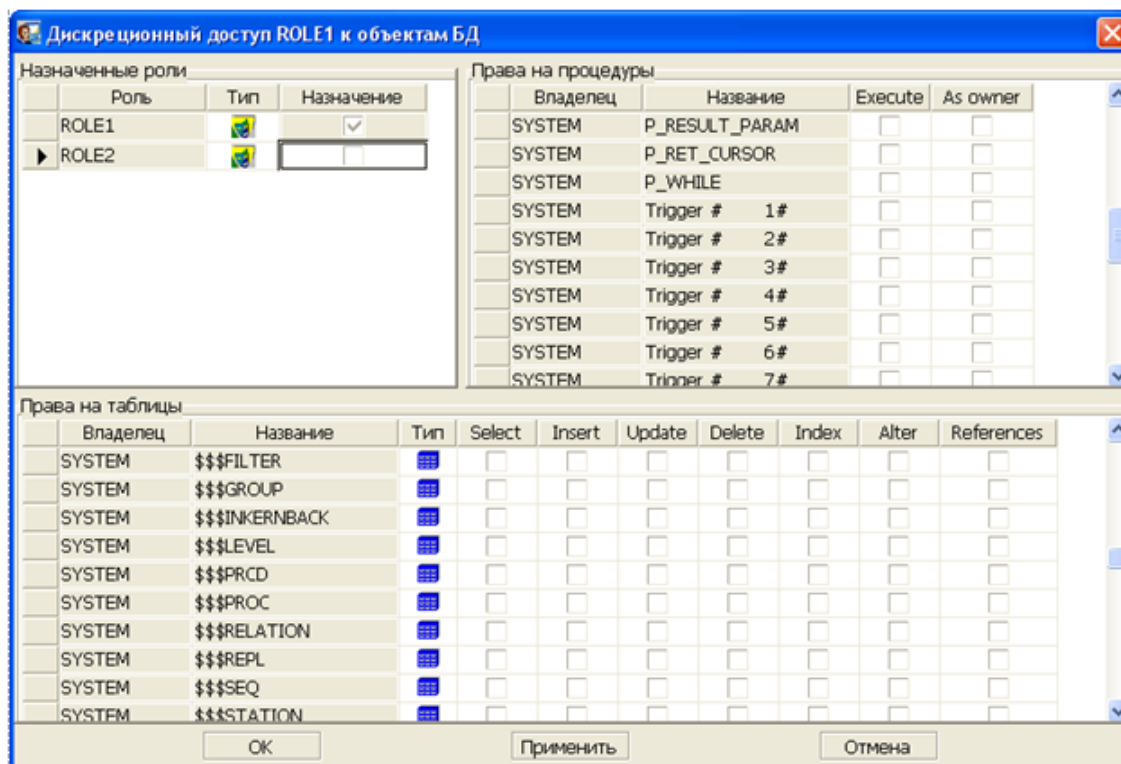 Дискреционный доступ ROLE1 к объектам БД
Назначенные роли
Роль Тип Назначение
ROLE1
ROLE2
Права на процедуры
Владелец Название Execute As owner
SYSTEM P_RESULT_PARAM
SYSTEM P_RET_CURSOR
SYSTEM P_WHILE
SYSTEM Trigger # 1#
SYSTEM Trigger # 2#
SYSTEM Trigger # 3#
SYSTEM Trigger # 4#
SYSTEM Trigger # 5#
SYSTEM Trigger # 6#
SYSTEM Trigger # 7#
Права на таблицы
Владелец Название Тип Select Insert Update Delete Index Alter References
SYSTEM $$$FILTER
SYSTEM $$$GROUP
SYSTEM $$$INKERNBACK
SYSTEM $$$LEVEL
SYSTEM $$$PRCD
SYSTEM $$$PROC
SYSTEM $$$RELATION
SYSTEM $$$REPL
SYSTEM $$$SEQ
SYSTEM $$$STATION
OK Применить Отмена